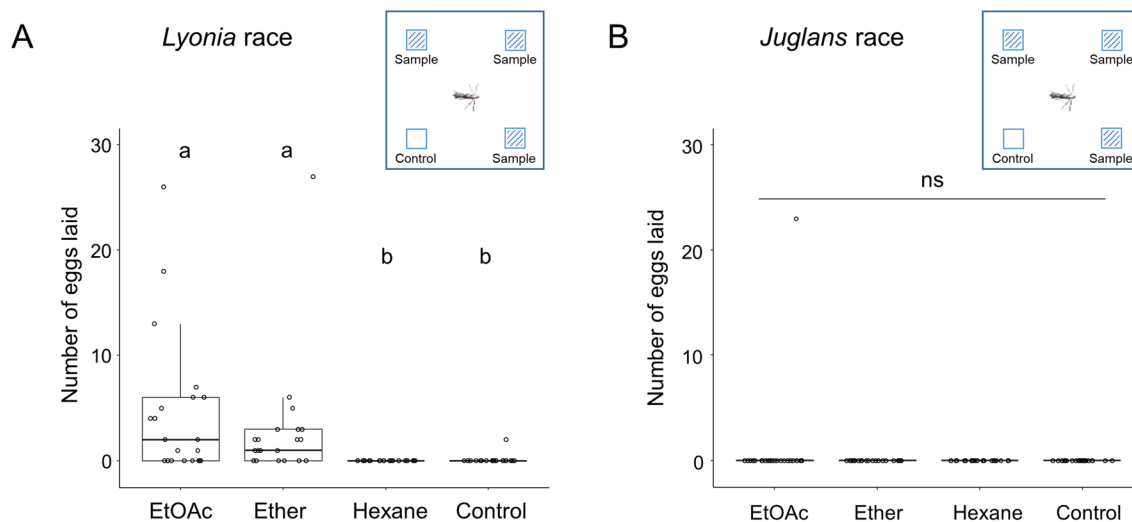 A
Lyonia race
Sample
Sample
Control
Sample
Number of eggs laid
30
20
10
0
a
a
b
b
EtOAc
Ether
Hexane
Control
B
Juglans race
Sample
Sample
Control
Sample
Number of eggs laid
30
20
10
0
ns
EtOAc
Ether
Hexane
Control